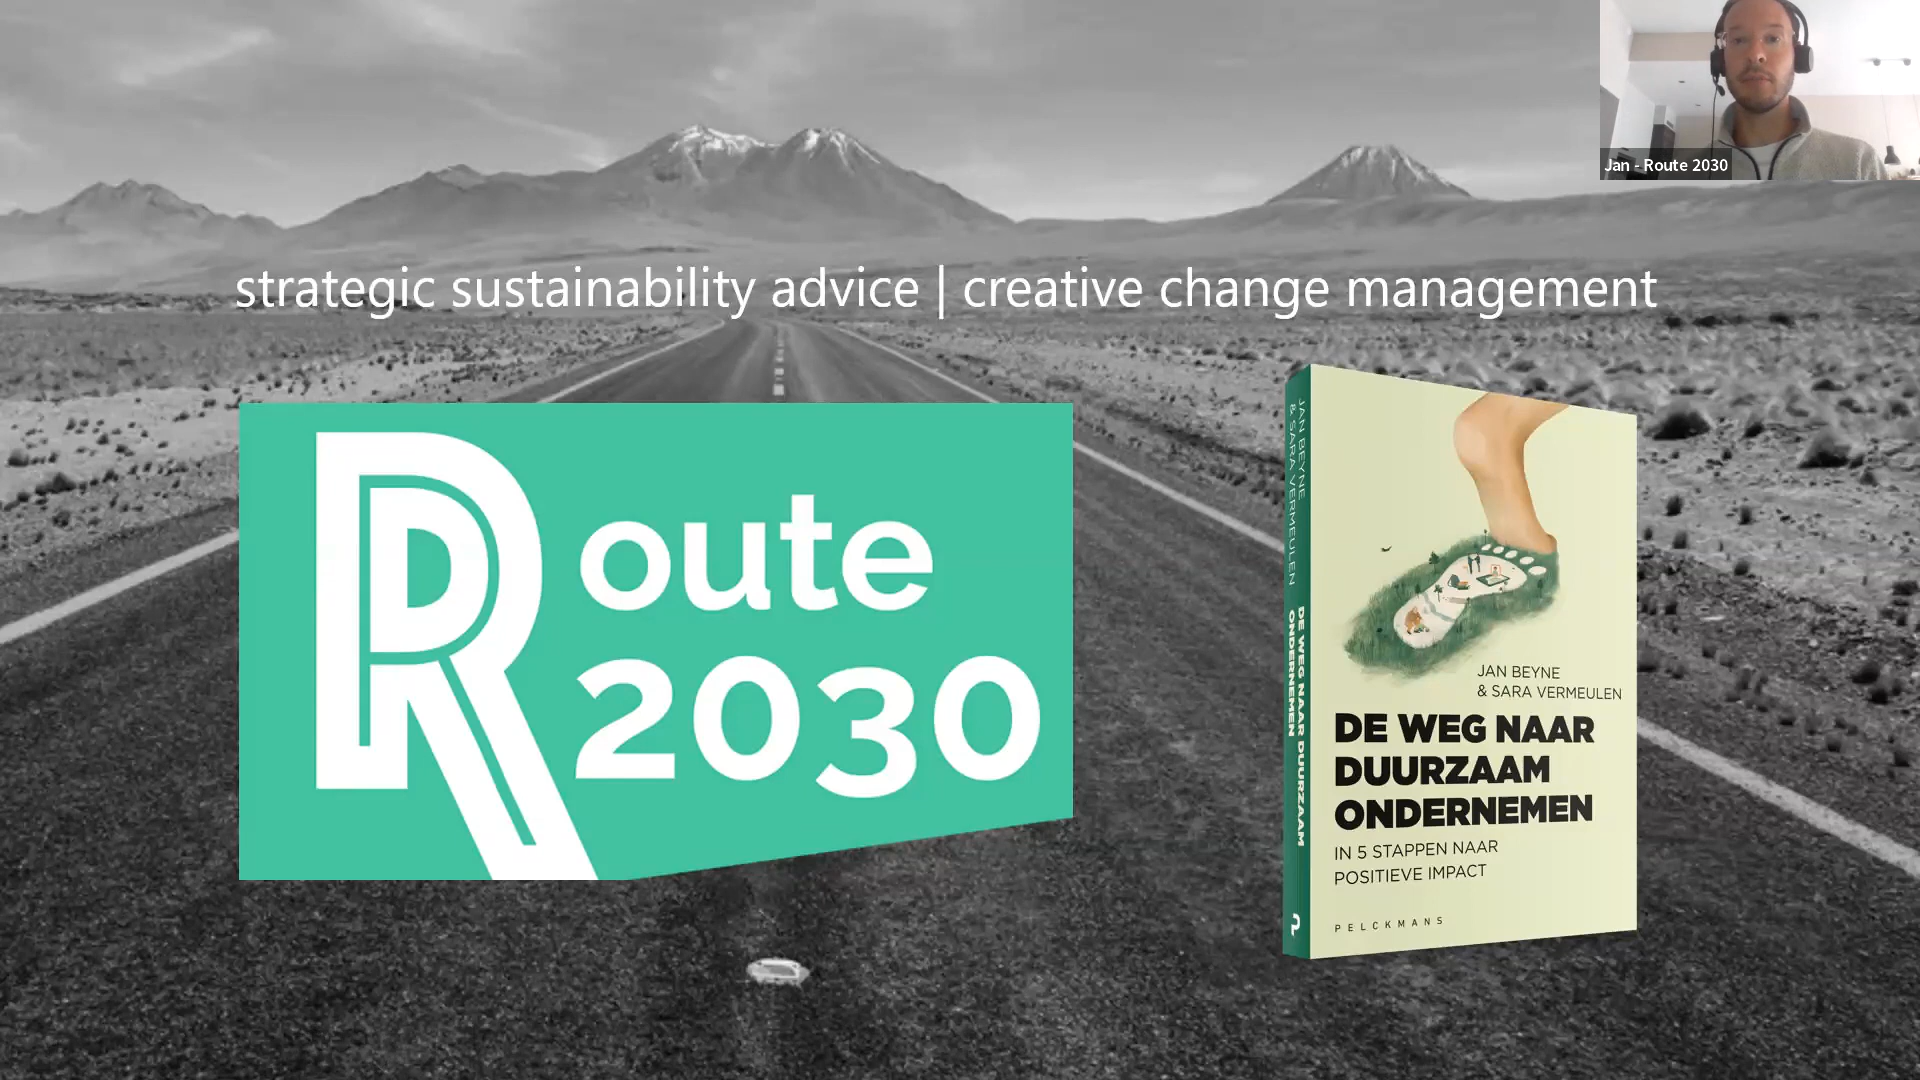 Jan - Route 2030
strategic sustainability advice | creative change management
Route
2030
JAN BEYNE
& SARA VERMEULEN
DE WEG NAAR DUURZAAM
ONDERNEMEN
JAN BEYNE
& SARA VERMEULEN
DE WEG NAAR
DUURZAAM
ONDERNEMEN
IN 5 STAPPEN NAAR
POSITIEVE IMPACT
PELCKMANS